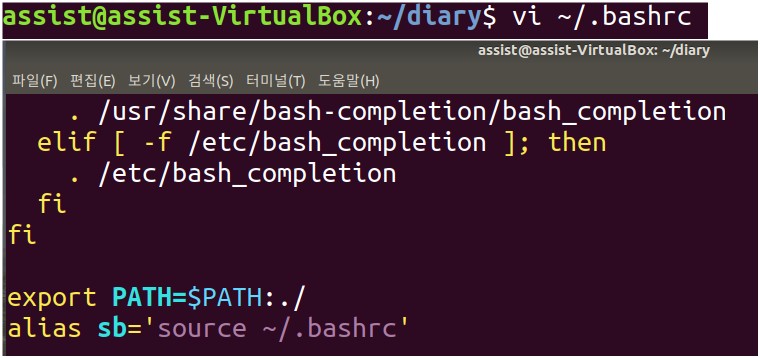 assist@assist-VirtualBox:~/diary$ vi ~/.bashrc
assist@assist-VirtualBox: ~/diary
파일(F) 편집(E) 보기(V) 검색(S) 터미널(T) 도움말(H)
. /usr/share/bash-completion/bash_completion
elif [ -f /etc/bash_completion ]; then
. /etc/bash_completion
fi
fi
export PATH=$PATH:./
alias sb='source ~/.bashrc'